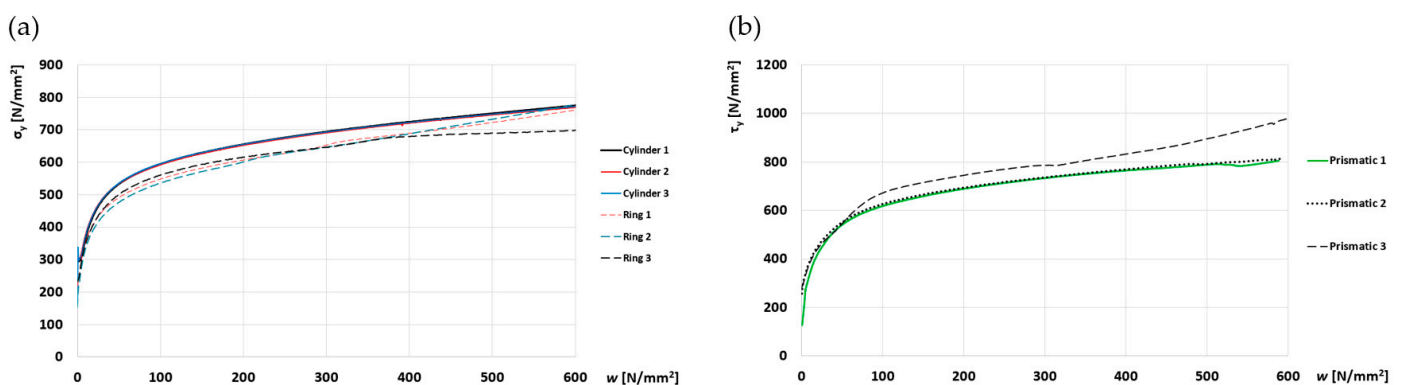 (a)
σy [N/mm²]
900
800
700
600
500
400
300
200
100
0
0 100 200 300 400 500 600
w [N/mm²]
Cylinder 1
Cylinder 2
Cylinder 3
Ring 1
Ring 2
Ring 3
(b)
τy [N/mm²]
1200
1000
800
600
400
200
0
0 100 200 300 400 500 600
w [N/mm²]
Prismatic 1
Prismatic 2
Prismatic 3